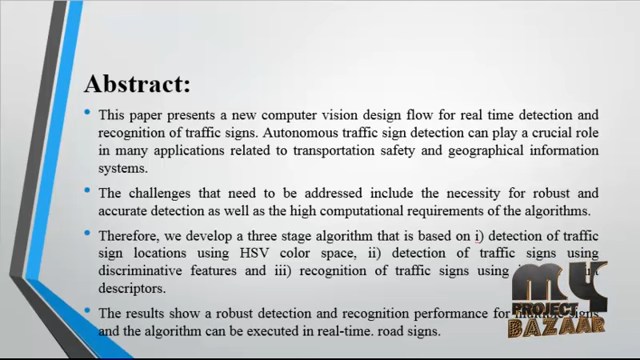 Abstract:
• This paper presents a new computer vision design flow for real time detection and
recognition of traffic signs. Autonomous traffic sign detection can play a crucial role
in many applications related to transportation safety and geographical information
systems.
• The challenges that need to be addressed include the necessity for robust and
accurate detection as well as the high computational requirements of the algorithms.
• Therefore, we develop a three stage algorithm that is based on i) detection of traffic
sign locations using HSV color space, ii) detection of traffic signs using
discriminative features and iii) recognition of traffic signs using
descriptors.
• The results show a robust detection and recognition performance for multiple signs
and the algorithm can be executed in real-time. road signs.
MY
PROJECT
BAZAAR